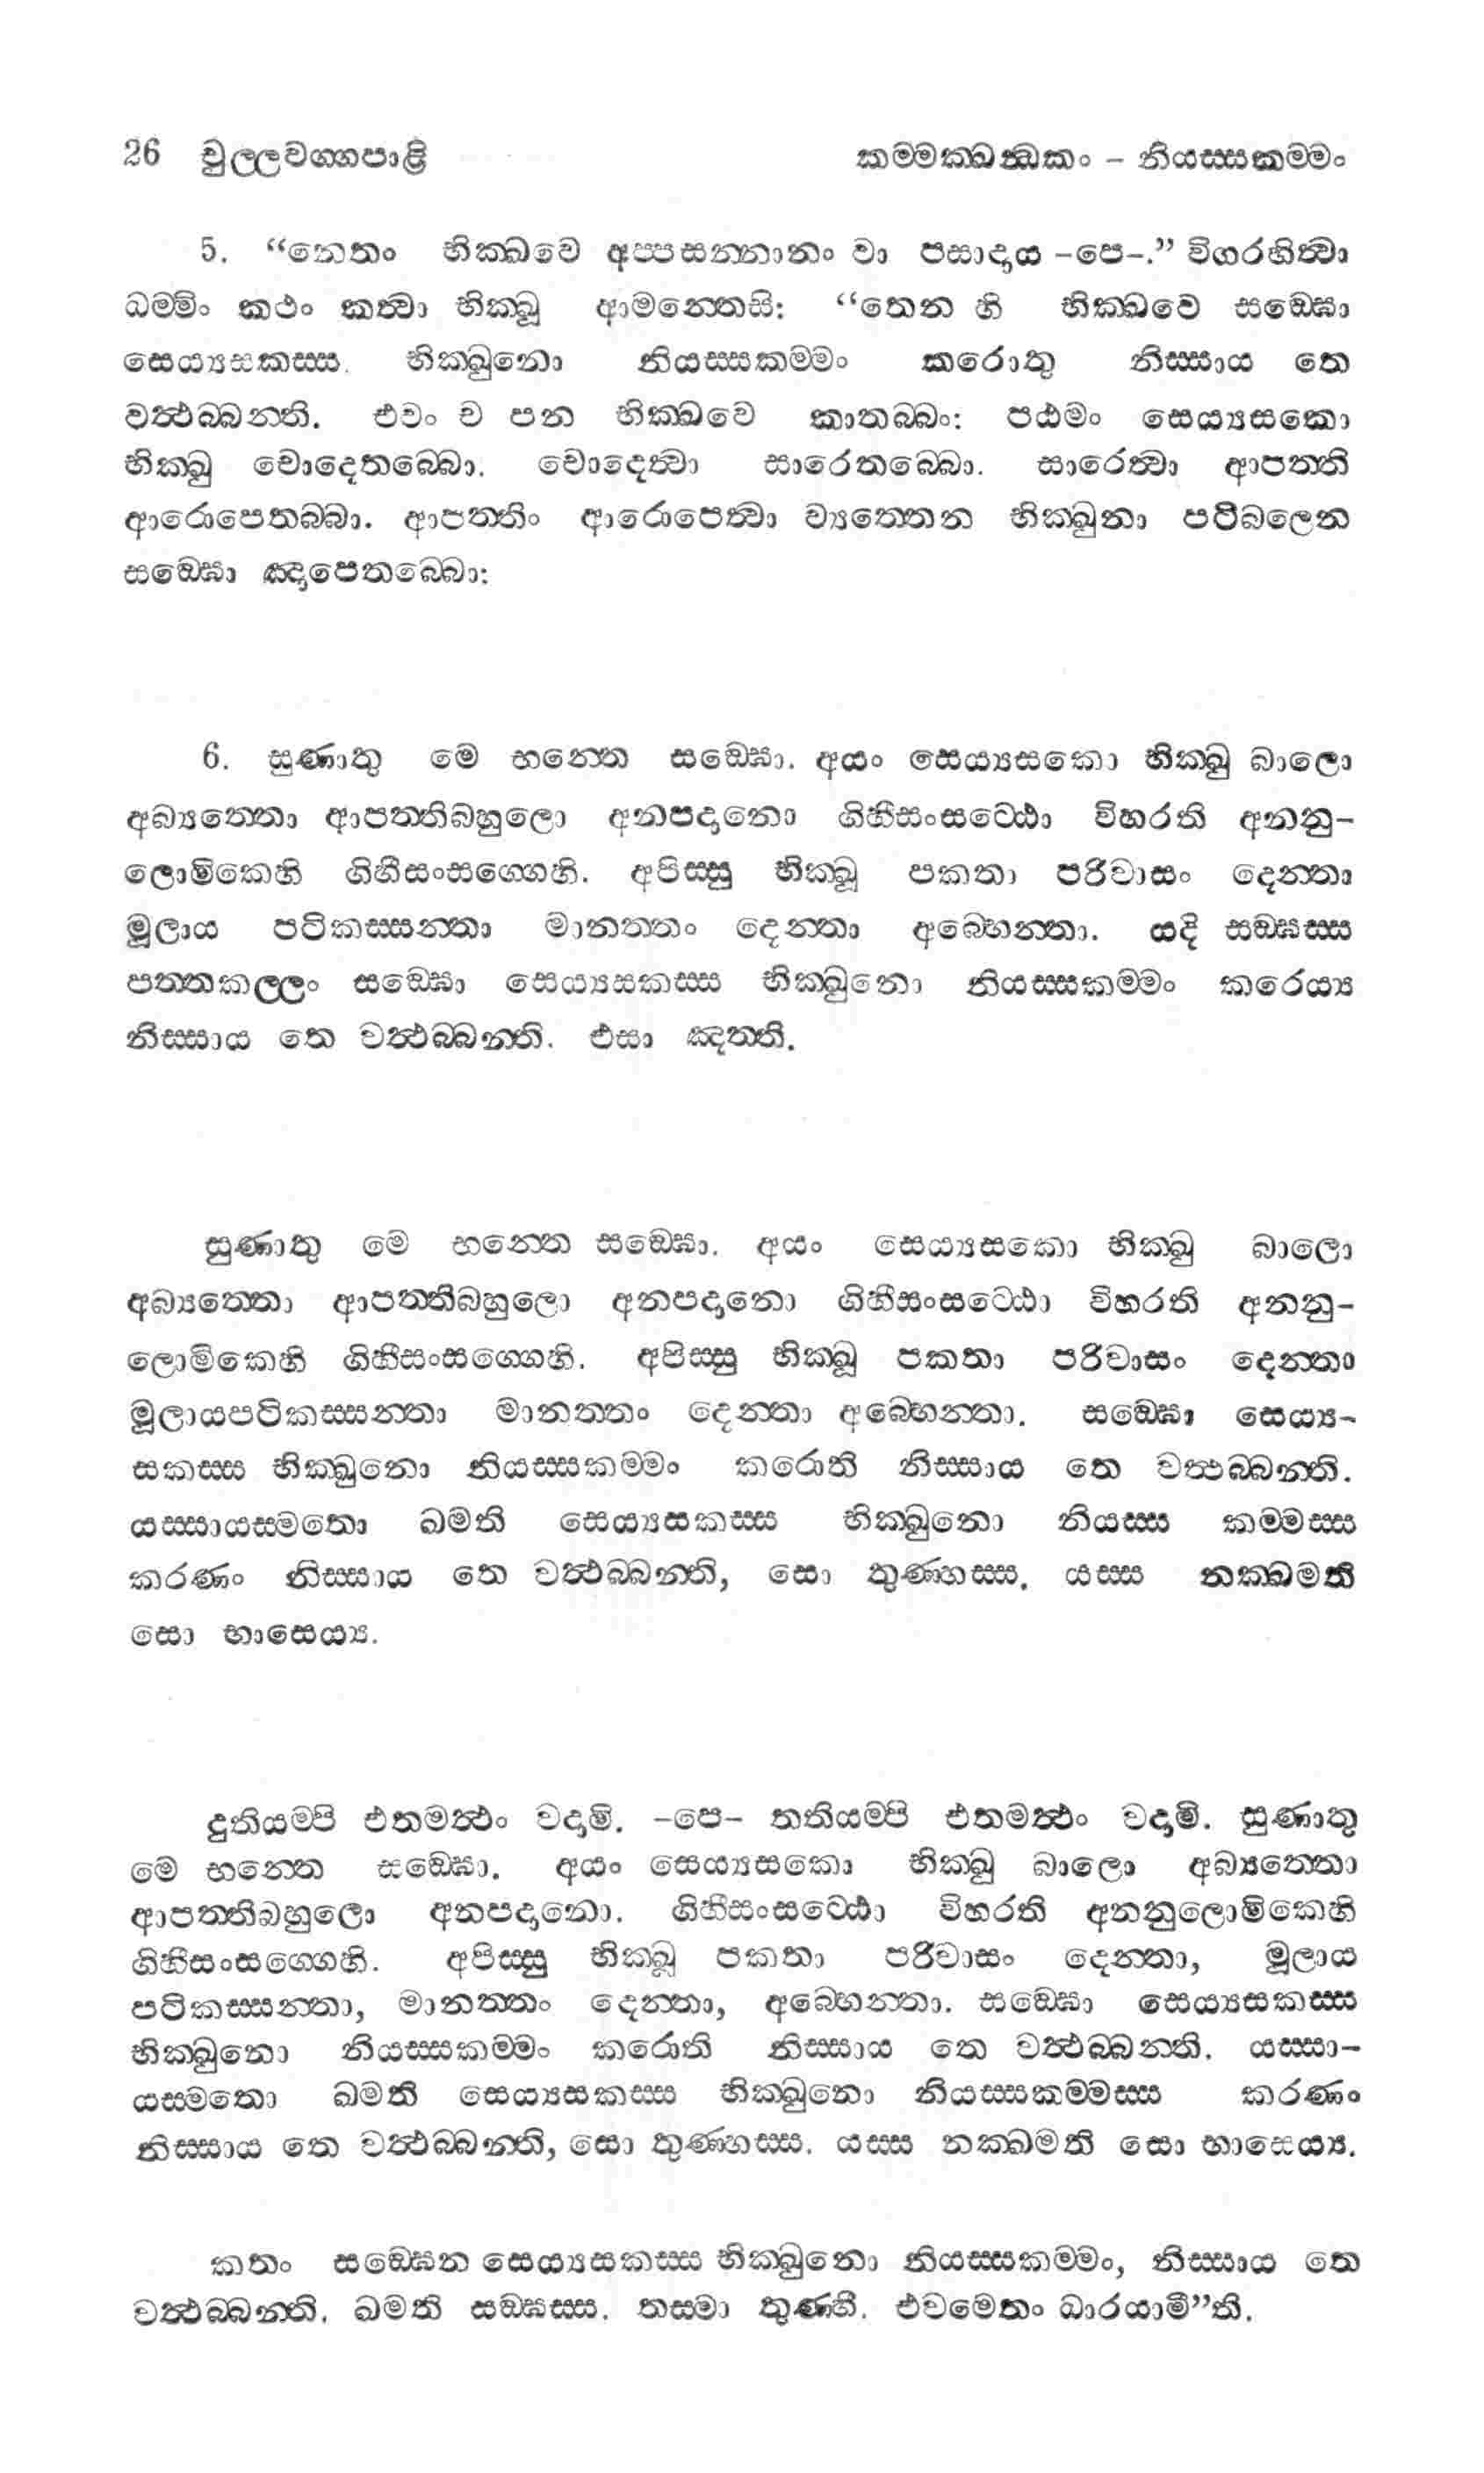 26 චුල්ලවග්ගපාළි කම්මක්ඛන්ධකං – නියස්සකම්මං
5. “නෙතං භික්ඛවෙ අප්පසන්නානං වා පසාදාය –පෙ–.” විගරහිත්වා
ධම්මිං කථං කත්වා භික්ඛූ ආමන්තෙසි: “තෙන හි භික්ඛවෙ සඞ්ඝො
සෙය්‍යසකස්ස භික්ඛුනො නියස්සකම්මං කරොතු නිස්සාය තෙ
වත්ථබ්බන්ති. එවං ච පන භික්ඛවෙ කාතබ්බං: පඨමං සෙය්‍යසකො
භික්ඛු චොදෙතබ්බො. චොදෙත්වා සාරෙතබ්බො. සාරෙත්වා ආපත්ති
ආරොපෙතබ්බා. ආපත්තිං ආරොපෙත්වා ව්‍යත්තෙන භික්ඛුනා පටිබලෙන
සඞ්ඝො ඤාපෙතබ්බො:
6. සුණාතු මෙ භන්තෙ සඞ්ඝො. අයං සෙය්‍යසකො භික්ඛු බාලො
අබ්‍යත්තො ආපත්තිබහුලො අනපදානො ගිහීසංසට්ඨො විහරති අනනු-
ලොමිකෙහි ගිහීසංසග්ගෙහි. අපිස්සු භික්ඛූ පකතා පරිවාසං දෙන්තා
මූලාය පටිකස්සන්තා මානත්තං දෙන්තා අබ්භෙන්තා. යදි සඞ්ඝස්ස
පත්තකල්ලං සඞ්ඝො සෙය්‍යසකස්ස භික්ඛුනො නියස්සකම්මං කරෙය්‍ය
නිස්සාය තෙ වත්ථබ්බන්ති. එසා ඤත්ති.
සුණාතු මෙ භන්තෙ සඞ්ඝො. අයං සෙය්‍යසකො භික්ඛු බාලො
අබ්‍යත්තො ආපත්තිබහුලො අනපදානො ගිහීසංසට්ඨො විහරති අනනු-
ලොමිකෙහි ගිහීසංසග්ගෙහි. අපිස්සු භික්ඛූ පකතා පරිවාසං දෙන්තා
මූලායපටිකස්සන්තා මානත්තං දෙන්තා අබ්භෙන්තා. සඞ්ඝො සෙය්‍ය-
සකස්ස භික්ඛුනො නියස්සකම්මං කරොති නිස්සාය තෙ වත්ථබ්බන්ති.
යස්සායස්මතො ඛමති සෙය්‍යසකස්ස භික්ඛුනො නියස්ස කම්මස්ස
කරණං නිස්සාය තෙ වත්ථබ්බන්ති, සො තුණ්හස්ස. යස්ස නක්ඛමති
සො භාසෙය්‍ය.
දුතියම්පි එතමත්ථං වදාමි. –පෙ– තතියම්පි එතමත්ථං වදාමි. සුණාතු
මෙ භන්තෙ සඞ්ඝො. අයං සෙය්‍යසකො භික්ඛු බාලො අබ්‍යත්තො
ආපත්තිබහුලො අනපදානො. ගිහීසංසට්ඨො විහරති අනනුලොමිකෙහි
ගිහීසංසග්ගෙහි. අපිස්සු භික්ඛූ පකතා පරිවාසං දෙන්තා, මූලාය
පටිකස්සන්තා, මානත්තං දෙන්තා, අබ්භෙන්තා. සඞ්ඝො සෙය්‍යසකස්ස
භික්ඛුනො නියස්සකම්මං කරොති නිස්සාය තෙ වත්ථබ්බන්ති. යස්සා-
යස්මතො ඛමති සෙය්‍යසකස්ස භික්ඛුනො නියස්සකම්මස්ස කරණං
නිස්සාය තෙ වත්ථබ්බන්ති, සො තුණ්හස්ස. යස්ස නක්ඛමති සො භාසෙය්‍ය.
කතං සඞ්ඝෙන සෙය්‍යසකස්ස භික්ඛුනො නියස්සකම්මං, නිස්සාය තෙ
වත්ථබ්බන්ති. ඛමති සඞ්ඝස්ස. තස්මා තුණ්හී. එවමෙතං ධාරයාමී”ති.